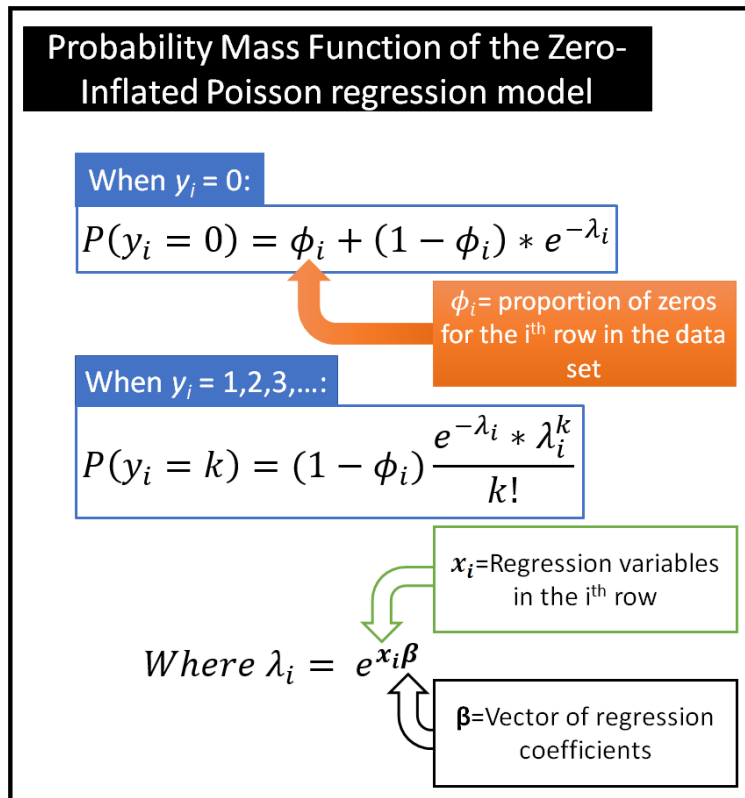 Probability Mass Function of the Zero-
Inflated Poisson regression model
When yᵢ = 0:
P(yᵢ = 0) = ϕᵢ + (1 − ϕᵢ) * e^{−λᵢ}
ϕᵢ= proportion of zeros
for the iᵗʰ row in the data
set
When yᵢ = 1,2,3,…:
P(yᵢ = k) = (1 − ϕᵢ) \frac{e^{−λᵢ} * λᵢ^k}{k!}
xᵢ=Regression variables
in the iᵗʰ row
Where λᵢ = e^{xᵢβ}
β=Vector of regression
coefficients